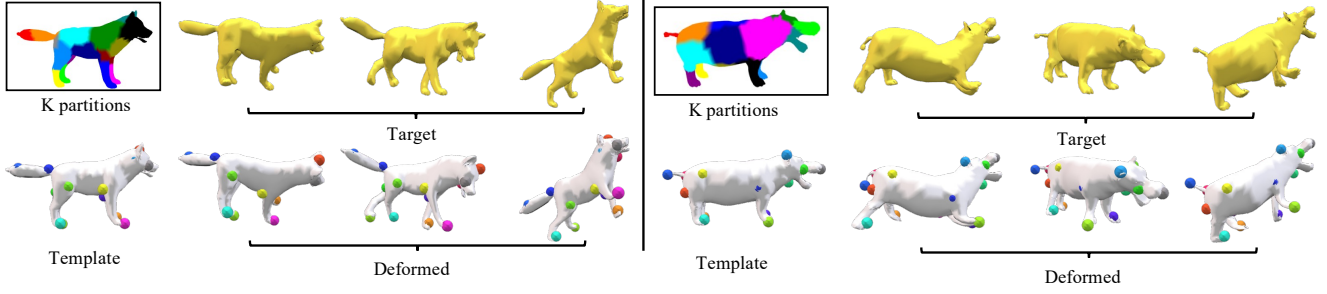 K partitions
Target
Template
Deformed
K partitions
Target
Template
Deformed